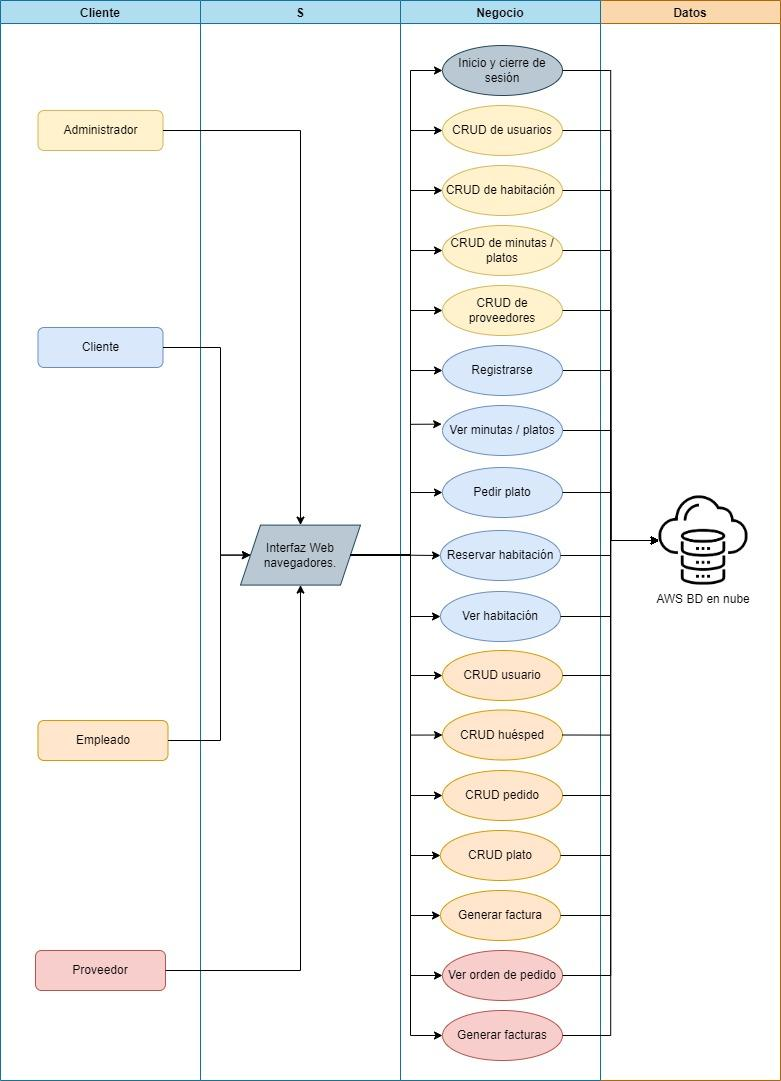 Cliente
S
Negocio
Datos
Administrador
Cliente
Empleado
Proveedor
Interfaz Web
navegadores.
Inicio y cierre de
sesión
CRUD de usuarios
CRUD de habitación
CRUD de minutas /
platos
CRUD de
proveedores
Registrarse
Ver minutas / platos
Pedir plato
Reservar habitación
Ver habitación
CRUD usuario
CRUD huésped
CRUD pedido
CRUD plato
Generar factura
Ver orden de pedido
Generar facturas
AWS BD en nube